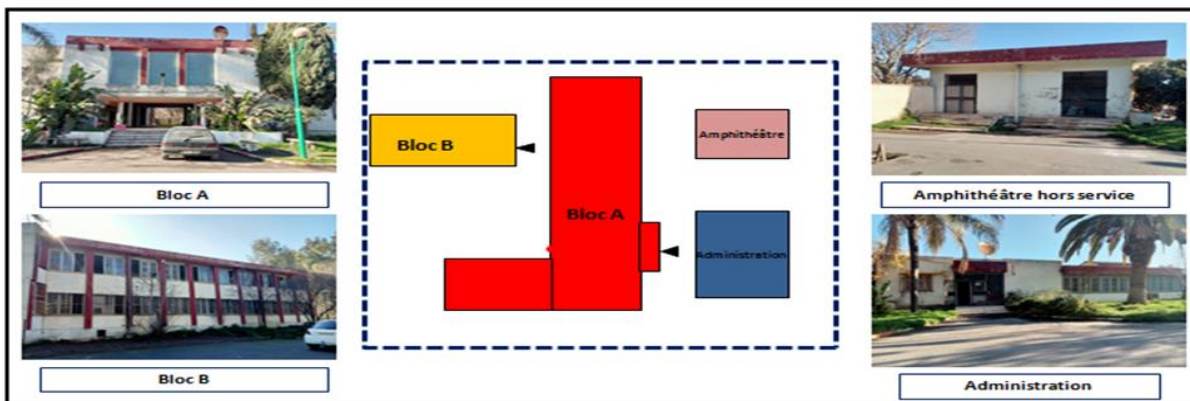 Bloc A
Bloc B
Bloc B
Bloc A
Amphithéâtre
Administration
Amphithéâtre hors service
Administration